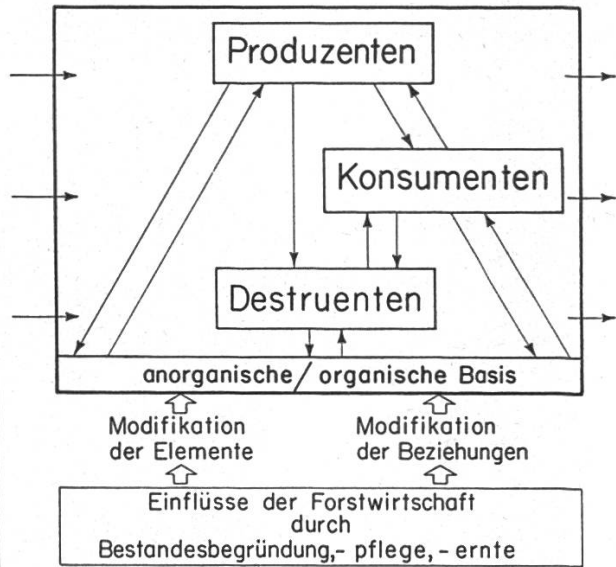 Produzenten
Konsumenten
Destruenten
anorganische/organische Basis
Modifikation
der Elemente
Modifikation
der Beziehungen
Einflüsse der Forstwirtschaft
durch
Bestandesbegründung,-pflege,-ernte